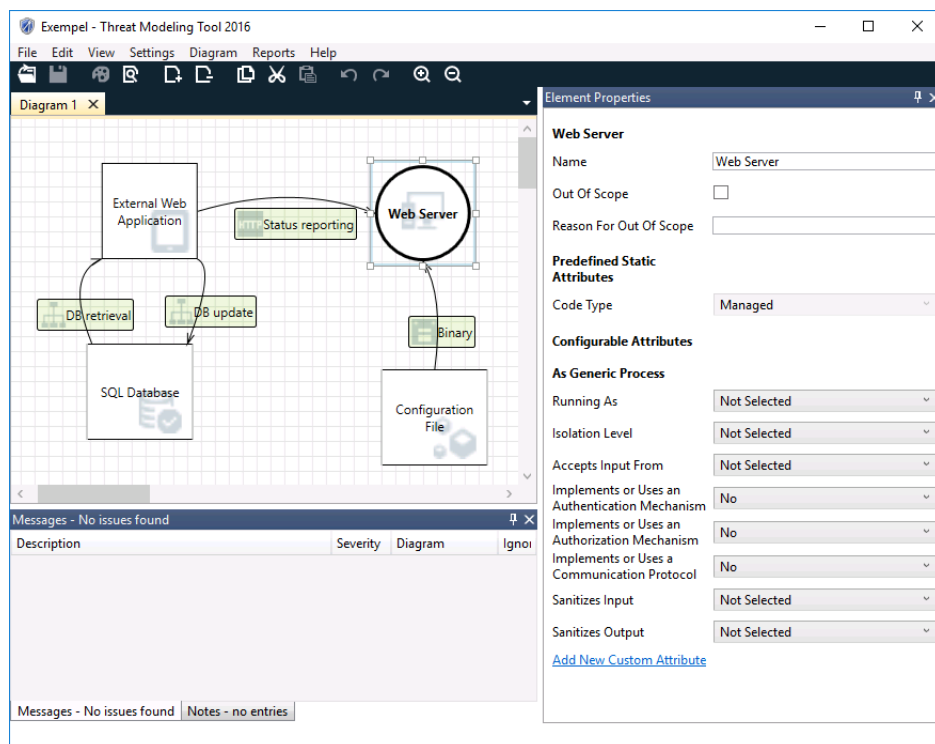 Exempel - Threat Modeling Tool 2016
File Edit View Settings Diagram Reports Help
Diagram 1
External Web
Application
Web Server
Status reporting
DB retrieval
DB update
Binary
SQL Database
Configuration
File
Messages - No issues found
Description Severity Diagram Ignor
Messages - No issues found Notes - no entries
Element Properties
Web Server
Name Web Server
Out Of Scope
Reason For Out Of Scope
Predefined Static
Attributes
Code Type Managed
Configurable Attributes
As Generic Process
Running As Not Selected
Isolation Level Not Selected
Accepts Input From Not Selected
Implements or Uses an
Authentication Mechanism No
Implements or Uses an
Authorization Mechanism No
Implements or Uses a
Communication Protocol No
Sanitizes Input Not Selected
Sanitizes Output Not Selected
Add New Custom Attribute